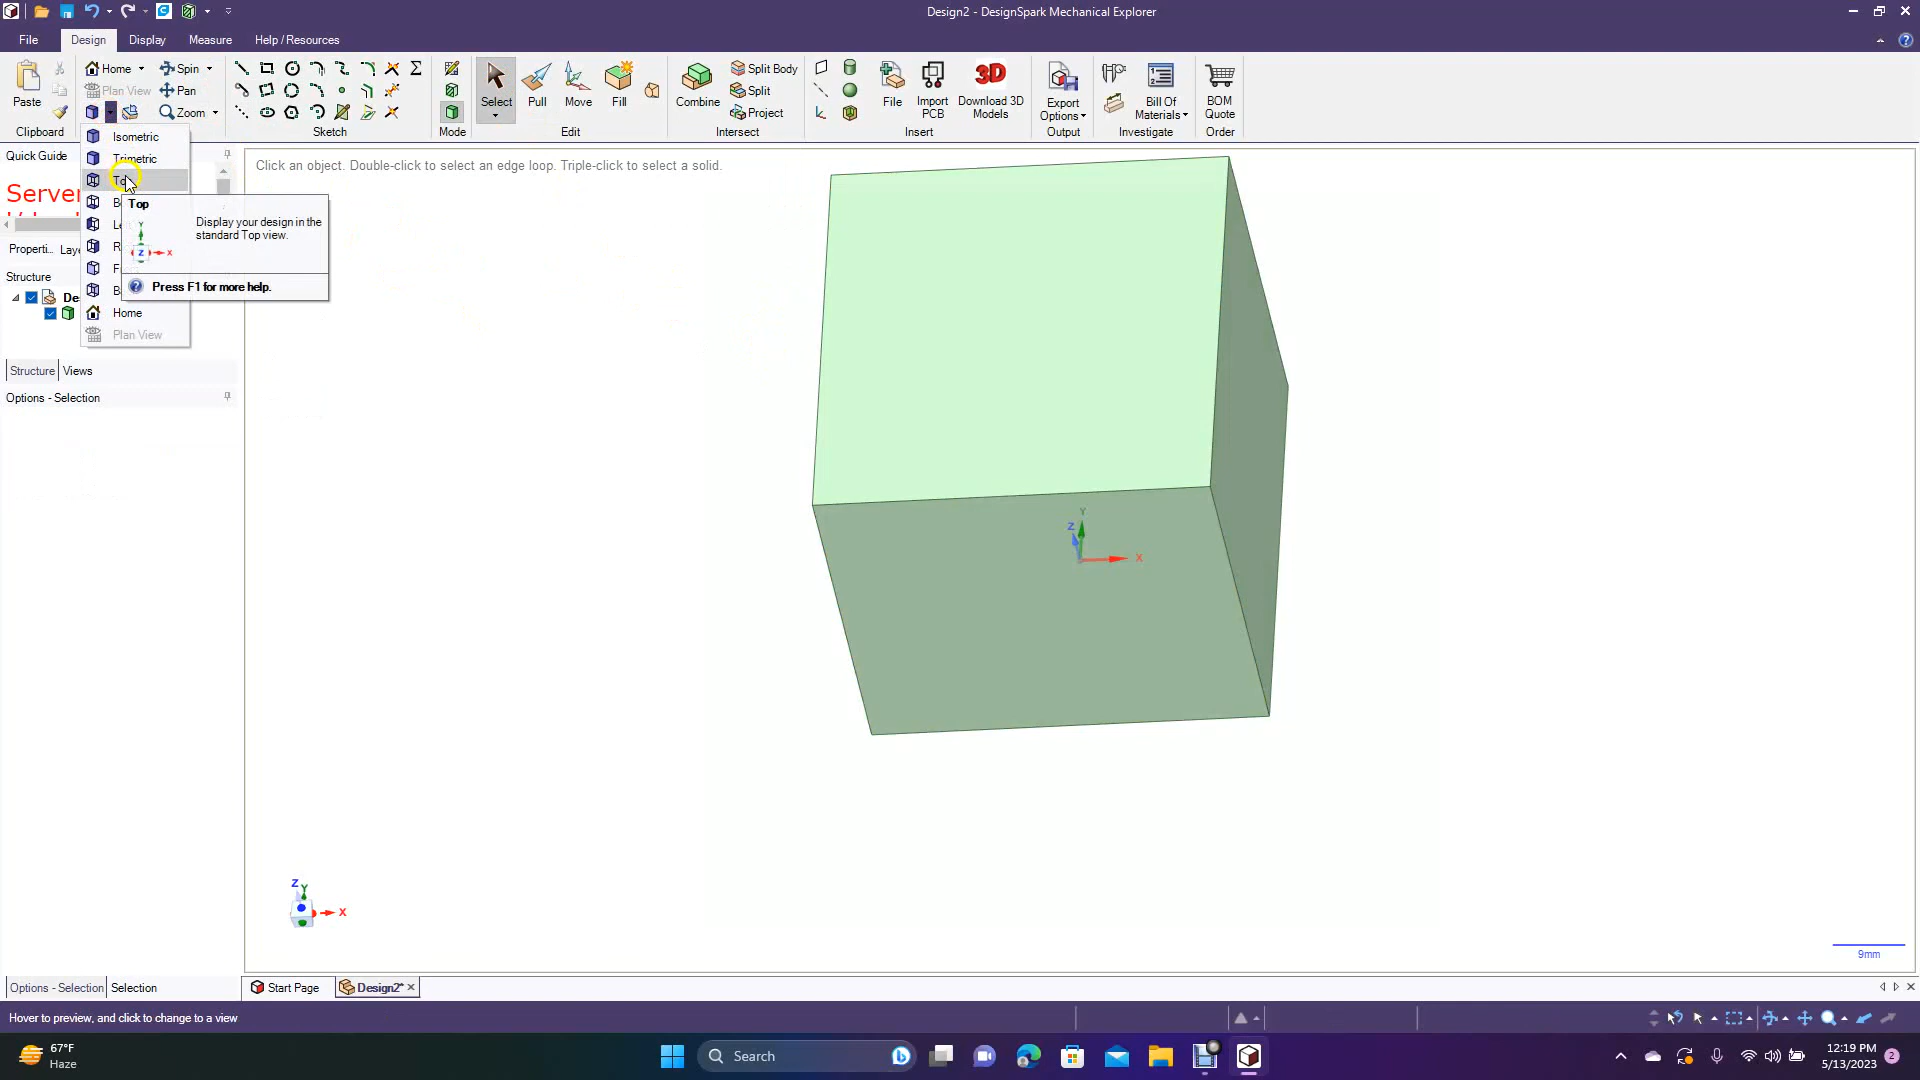 Design2 - DesignSpark Mechanical Explorer
File
Design
Display
Measure
Help / Resources
Paste
Clipboard
Home
Plan View
Spin
Pan
Zoom
Sketch
Mode
Select
Pull
Move
Fill
Edit
Combine
Split Body
Split
Project
Intersect
File
Import PCB
Download 3D Models
Insert
Export Options
Output
Bill Of Materials
Investigate
BOM Quote
Order
Isometric
Trimetric
Home
Plan View
Top
Display your design in the
standard Top view.
Y
Z
X
Press F1 for more help.
Quick Guide
Server
Properti...
Structure
Structure
Views
Options - Selection
Click an object. Double-click to select an edge loop. Triple-click to select a solid.
Y
Z
X
Z
Y
X
9mm
Options - Selection
Selection
Start Page
Design2*
Hover to preview, and click to change to a view
67°F
Haze
Search
12:19 PM
5/13/2023
2